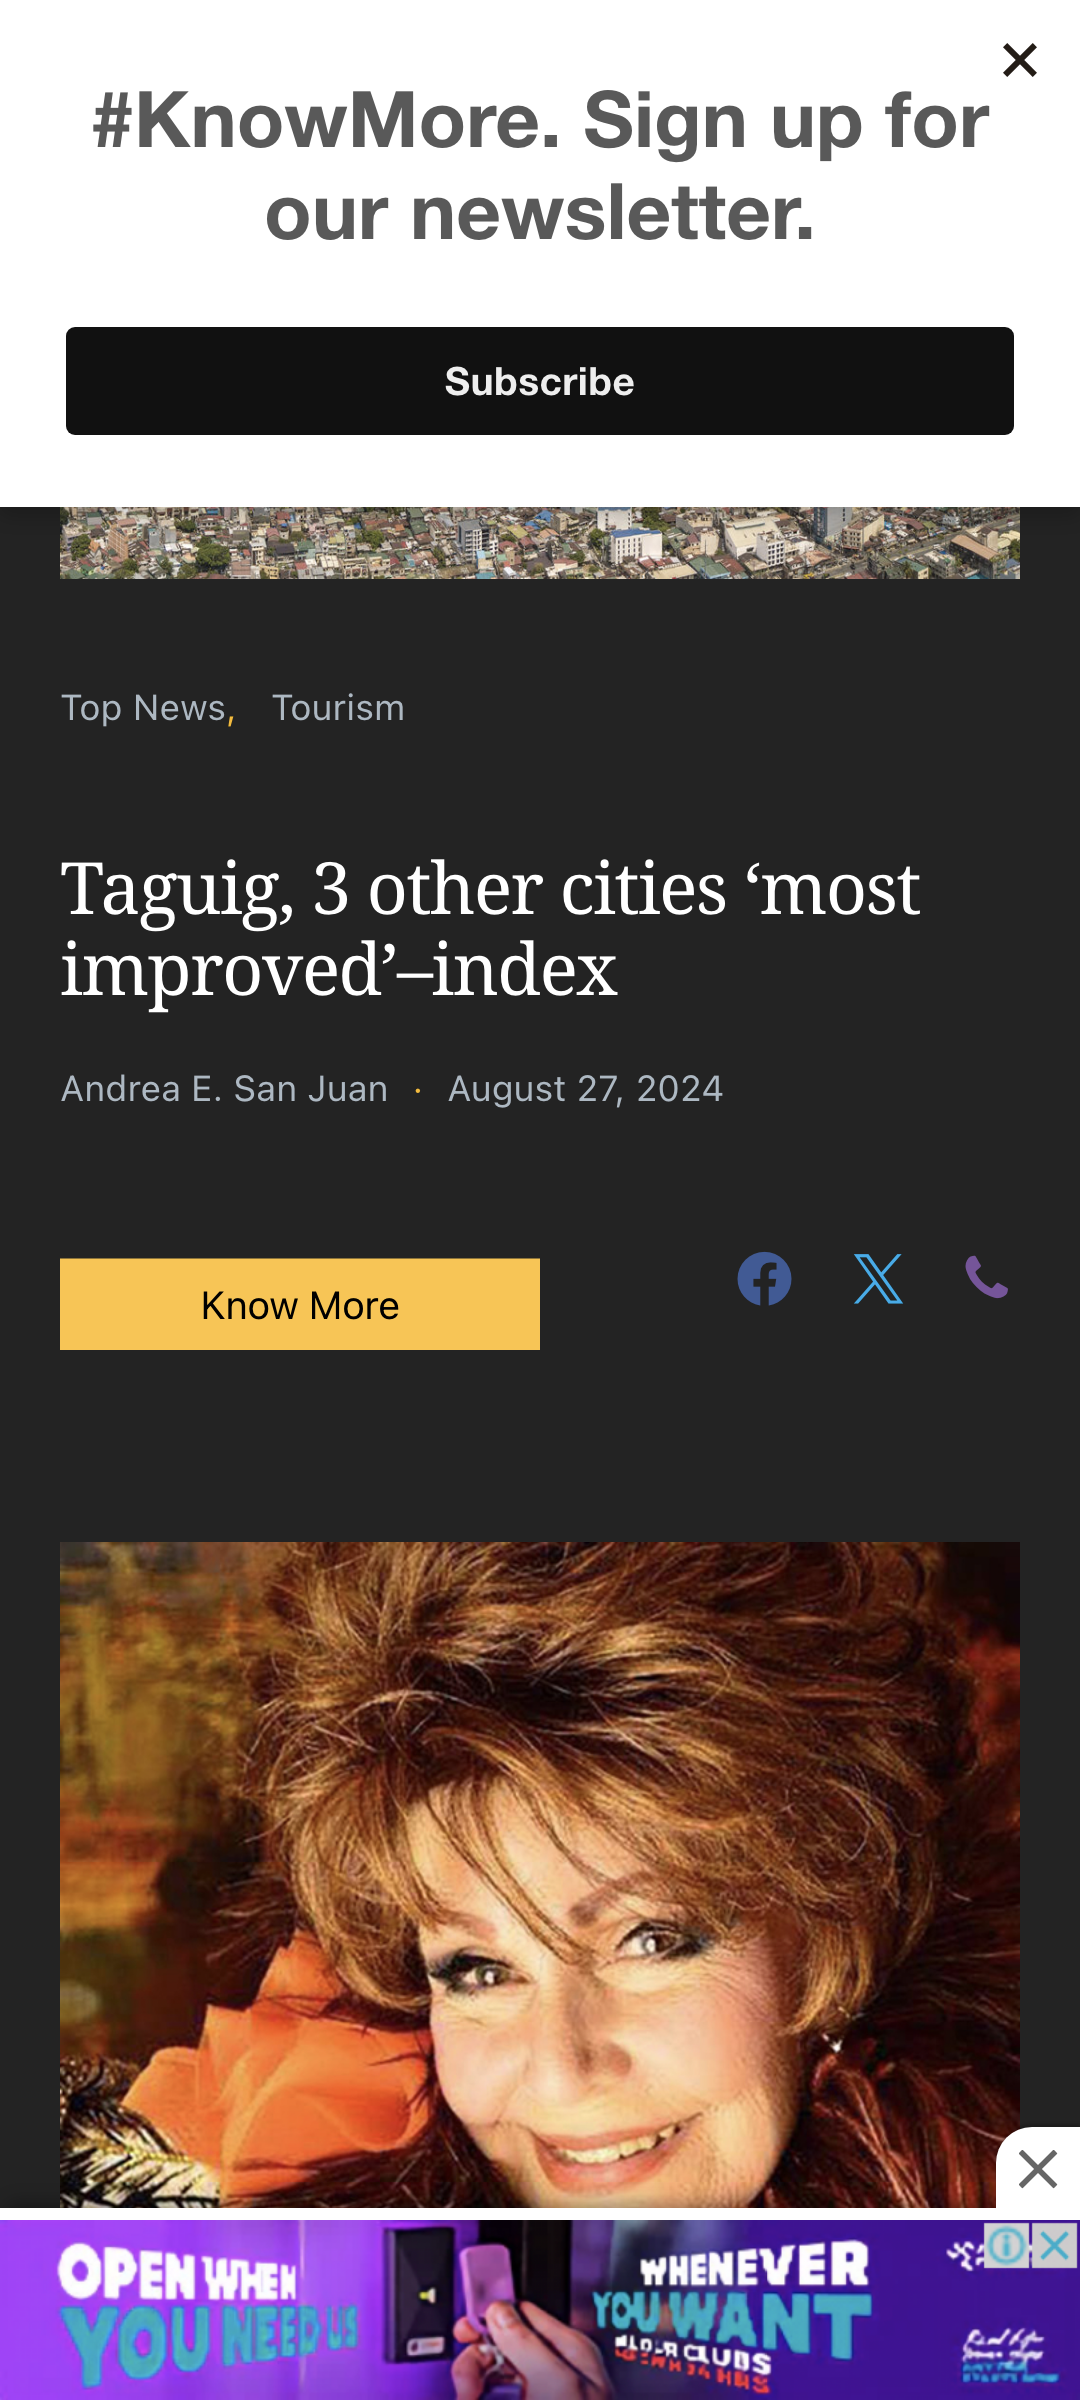 #KnowMore. Sign up for
our newsletter.
Subscribe
Top News, Tourism
Taguig, 3 other cities ‘most
improved’–index
Andrea E. San Juan · August 27, 2024
Know More
OPEN WHEN
YOU NEED US
WHENEVER
YOU WANT
CLUBS